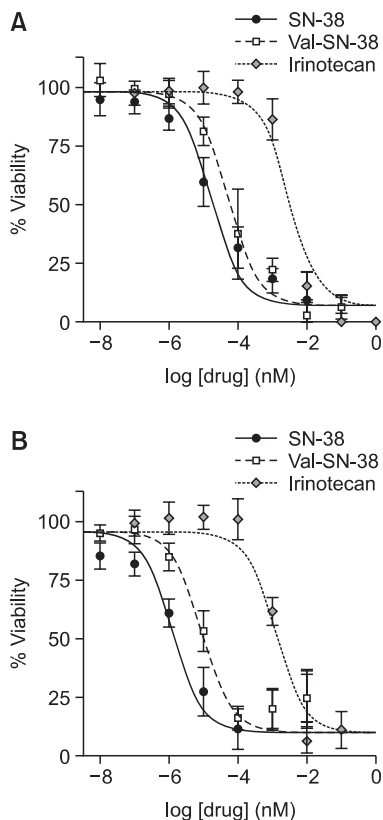 A
SN-38
Val-SN-38
Irinotecan
% Viability
100
75
50
25
0
−8 −6 −4 −2 0
log [drug] (nM)
B
SN-38
Val-SN-38
Irinotecan
% Viability
100
75
50
25
0
−8 −6 −4 −2 0
log [drug] (nM)